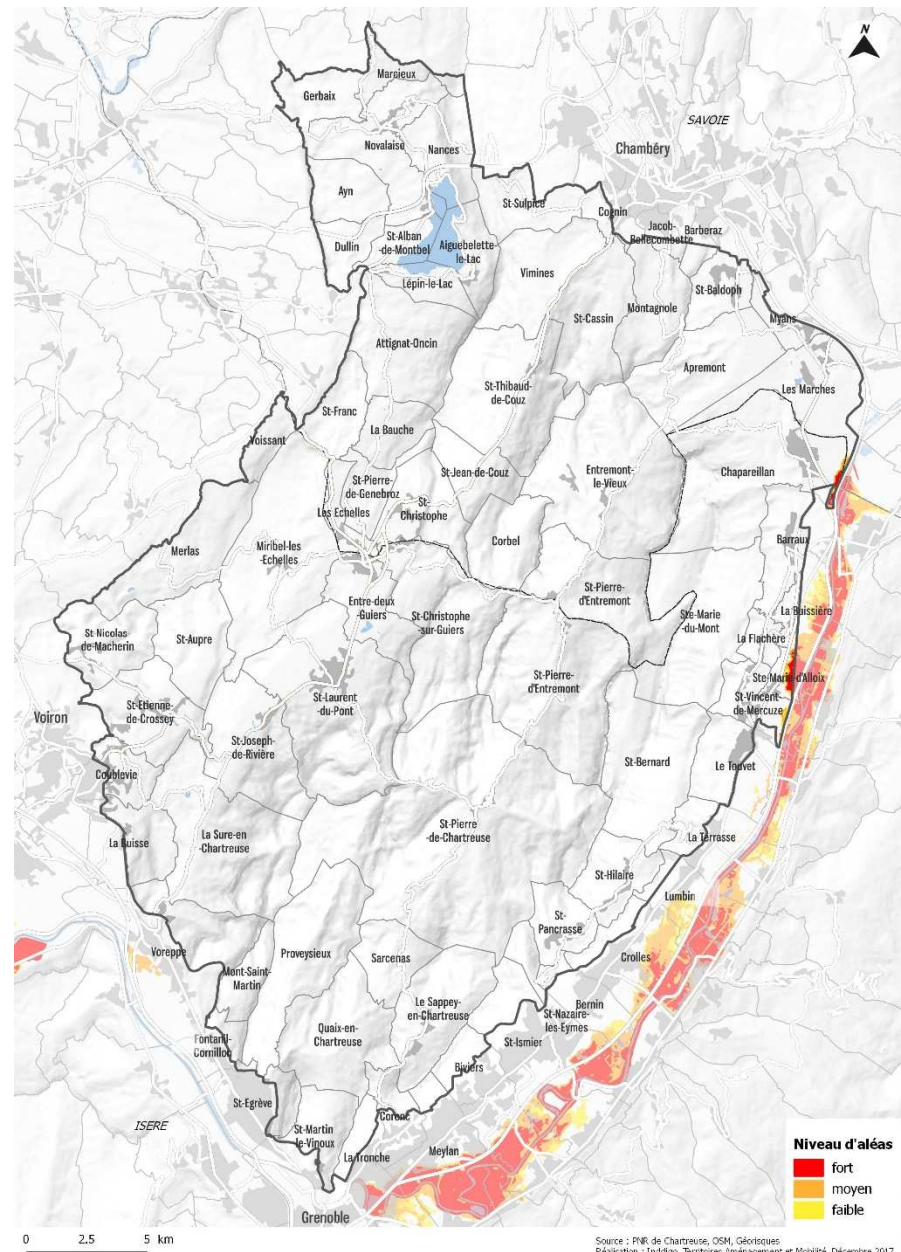 N
Marcieux
Gerbaix
SAVOIE
Novalaise
Nances
Chambéry
Ayn
St-Sulpice
Cognin
Jacob-
Bellecombette
Barberaz
Dullin
St-Alban
-de-Montbel
Aiguebelette
-le-Lac
Vimines
St-Baldoph
Lépin-le-Lac
St-Cassin
Montagnole
Myans
Attignat-Oncin
Apremont
Les Marches
St-Thibaud-
de-Couz
St-Franc
La Bauche
Voissant
Chapareillan
St-Pierre-
de-Genebroz
St-Jean-de-Couz
Entremont
-le-Vieux
Les Echelles
St-
Christophe
Corbel
Barraux
Merlas
Miribel-les
-Echelles
St-Pierre-
d'Entremont
Entre-deux
-Guiers
St-Christophe
-sur-Guiers
Ste-Marie
-du-Mont
La Buissière
St-Nicolas
-de-Macherin
St-Aupre
La Flachère
St-Pierre-
d'Entremont
Ste-Marie-d'Alloix
St-Laurent
-du-Pont
St-Vincent-
de-Mercuze
Voiron
St-Etienne-
de-Crossey
St-Joseph-
de-Rivière
St-Bernard
Le Touvet
Coublevie
La Buisse
La Sure-en
-Chartreuse
St-Pierre
-de-Chartreuse
La Terrasse
St-Hilaire
Lumbin
St-
Pancrasse
Voreppe
Proveysieux
Sarcenas
Crolles
Mont-Saint-
Martin
Le Sappey-
en-Chartreuse
Bernin
St-Nazaire-
les-Eymes
Quaix-en-
Chartreuse
St-Ismier
Fontanil-
Cornillon
Biviers
St-Egrève
Corenc
ISERE
St-Martin
-le-Vinoux
La Tronche
Meylan
Grenoble
Niveau d'aléas
fort
moyen
faible
0 2.5 5 km
Source : PNR de Chartreuse, OSM, Géorisques
Réalisation : Inddigo, Territoires Aménagement et Mobilité, Décembre 2017